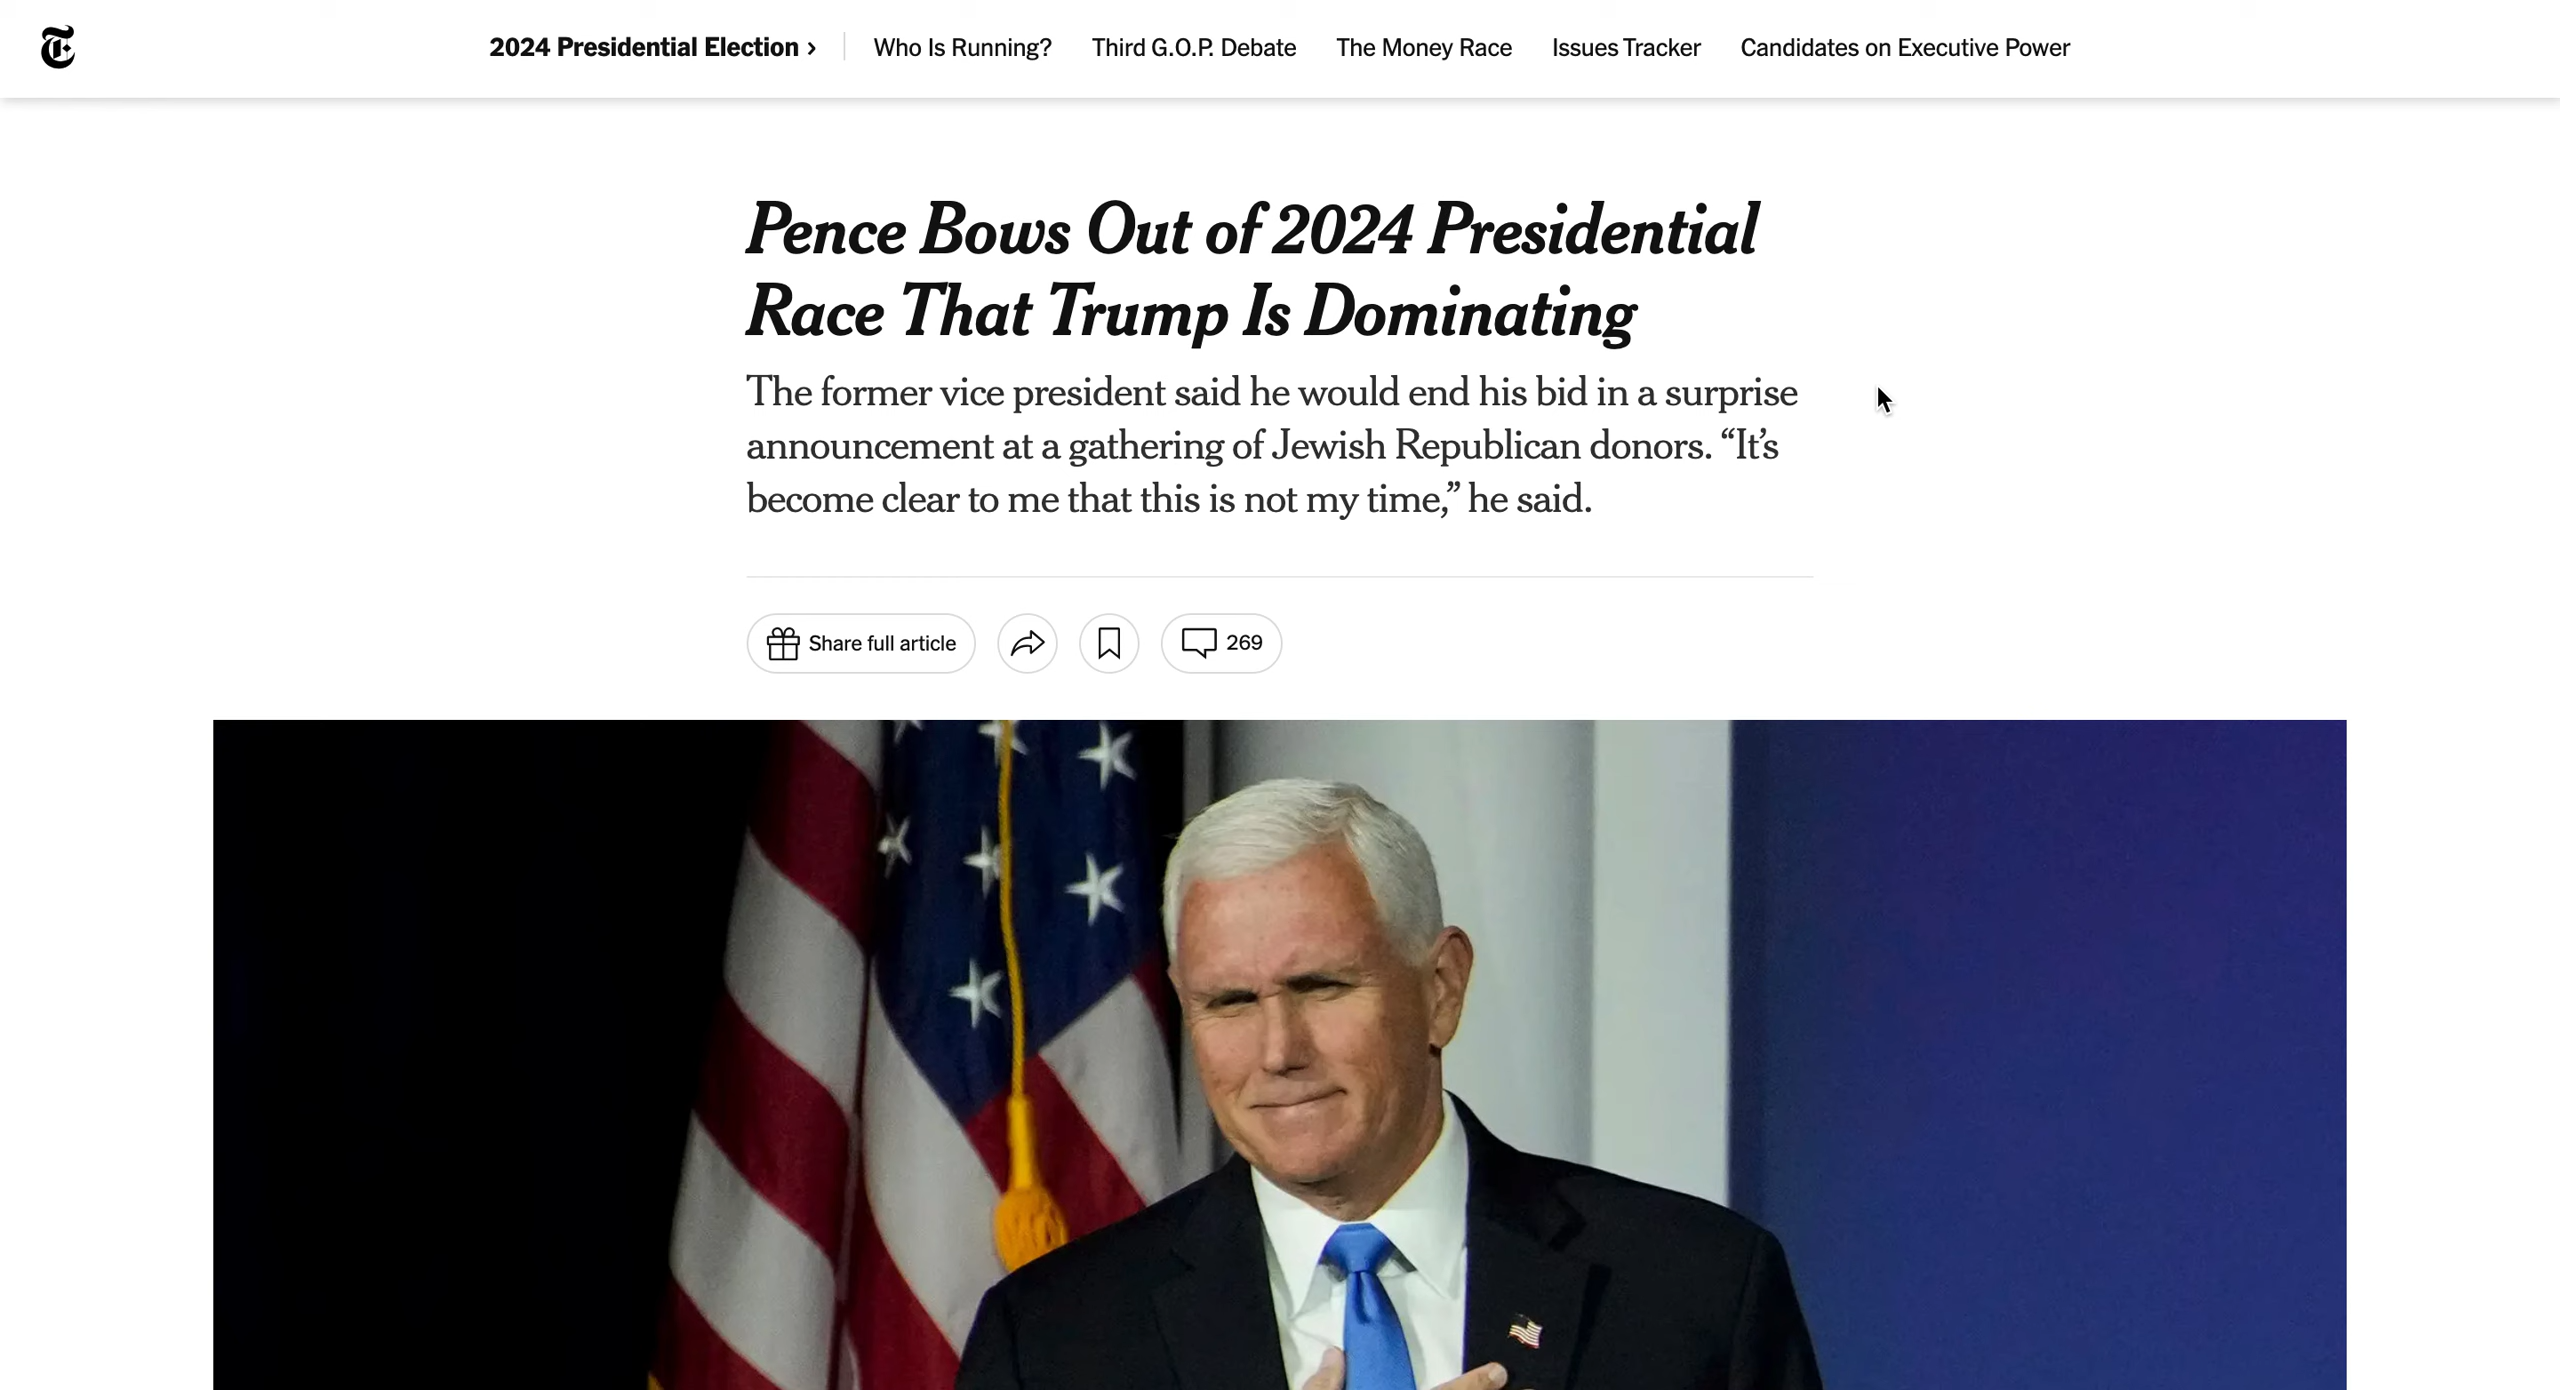 T
2024 Presidential Election ›
Who Is Running?
Third G.O.P. Debate
The Money Race
Issues Tracker
Candidates on Executive Power
Pence Bows Out of 2024 Presidential
Race That Trump Is Dominating
The former vice president said he would end his bid in a surprise
announcement at a gathering of Jewish Republican donors. “It’s
become clear to me that this is not my time,” he said.
Share full article
269